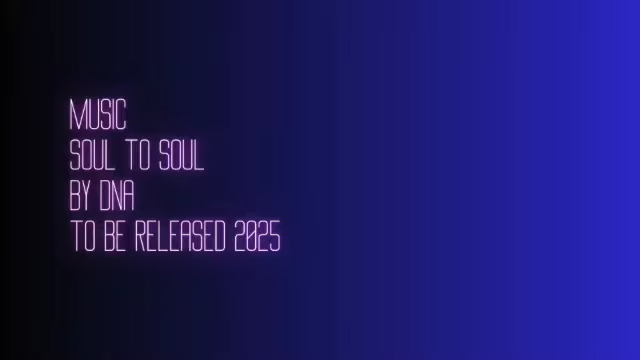 MUSIC
SOUL TO SOUL
BY DNA
TO BE RELEASED 2025